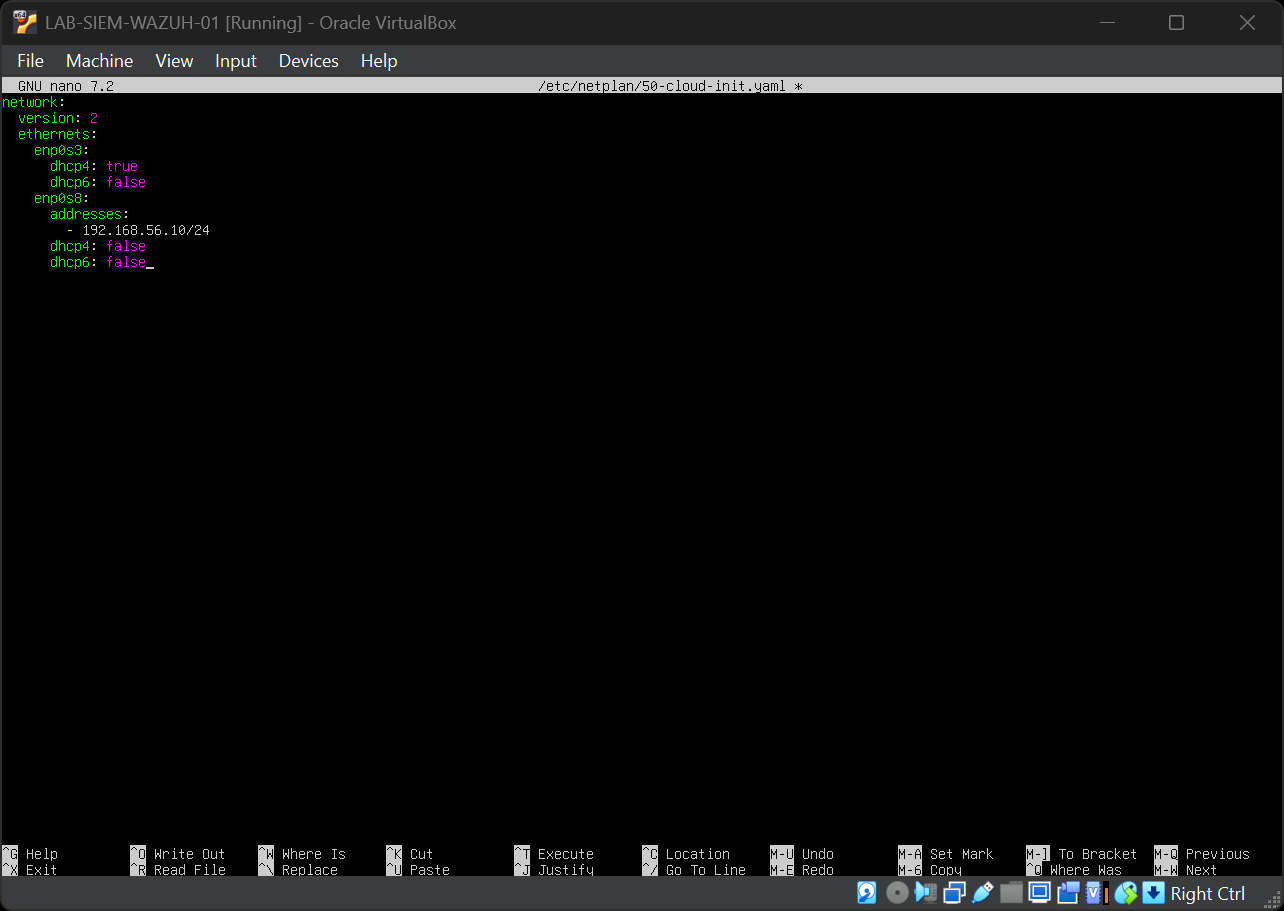 LAB-SIEM-WAZUH-01 [Running] - Oracle VirtualBox
File Machine View Input Devices Help
GNU nano 7.2 /etc/netplan/50-cloud-init.yaml *
network:
  version: 2
  ethernets:
    enp0s3:
      dhcp4: true
      dhcp6: false
    enp0s8:
      addresses:
        - 192.168.56.10/24
      dhcp4: false
      dhcp6: false_
^G Help ^O Write Out ^W Where Is ^K Cut ^T Execute ^C Location M-U Undo M-A Set Mark M-] To Bracket M-Q Previous
^X Exit ^R Read File ^\ Replace ^U Paste ^J Justify ^/ Go To Line M-E Redo M-6 Copy ^Q Where Was M-W Next
Right Ctrl